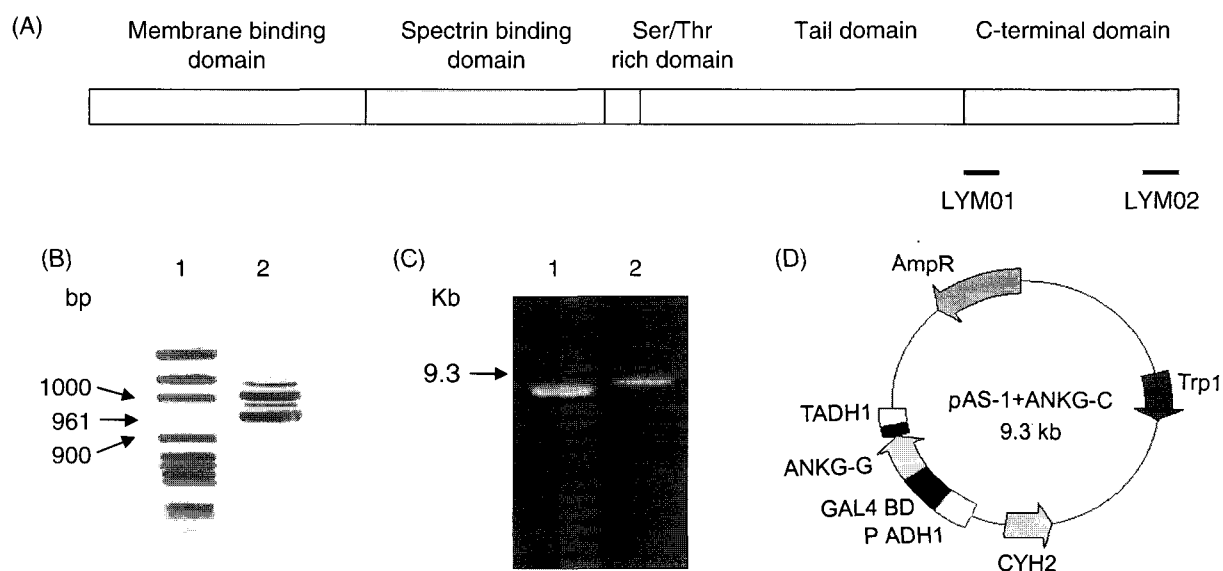 (A)
Membrane binding domain
Spectrin binding domain
Ser/Thr rich domain
Tail domain
C-terminal domain
LYM01
LYM02
(B)
1
2
bp
1000
961
900
(C)
1
2
Kb
9.3
(D)
AmpR
Trp1
pAS-1+ANKG-C
9.3 kb
TADH1
ANKG-G
GAL4 BD
P ADH1
CYH2